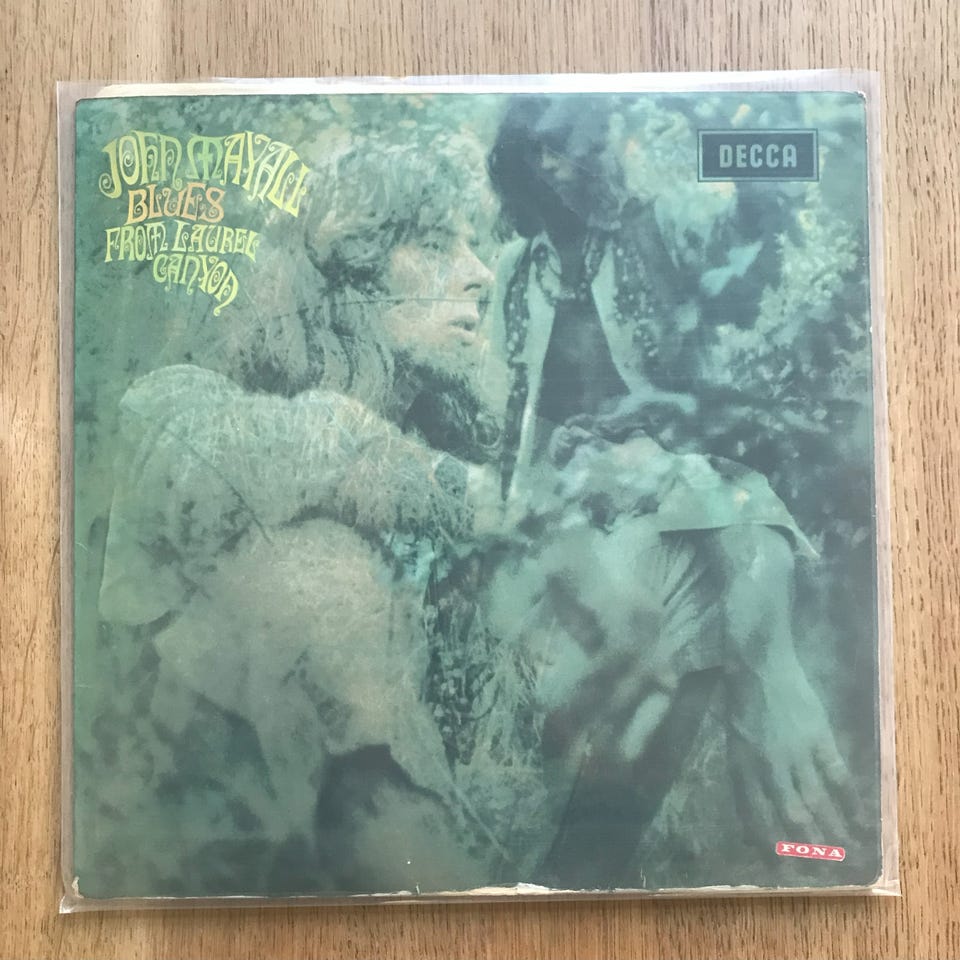 JOHN MAYALL
BLUES
FROM LAUREL
CANYON
DECCA
FONA